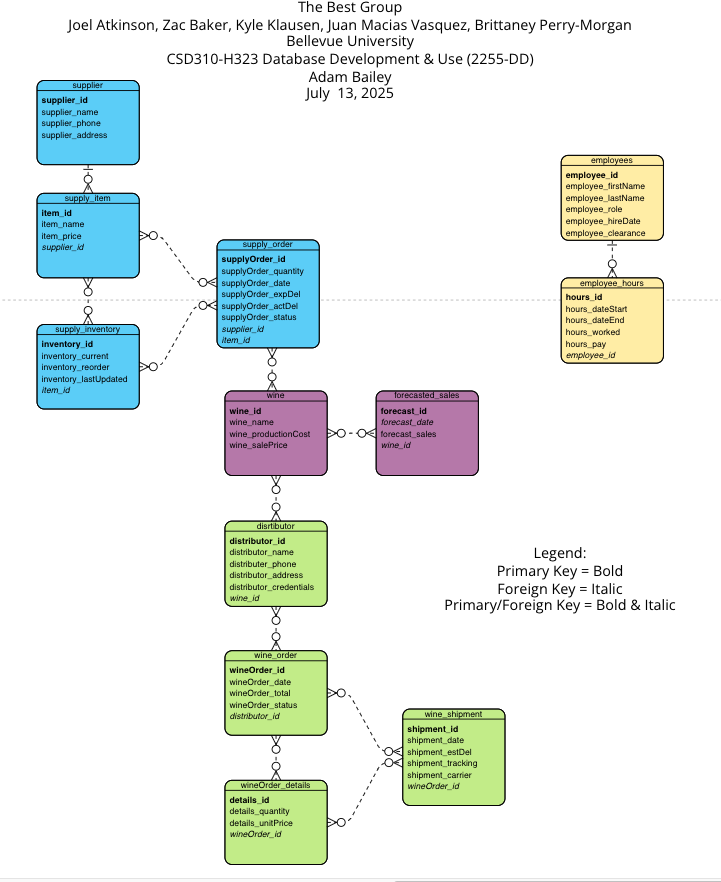 The Best Group
Joel Atkinson, Zac Baker, Kyle Klausen, Juan Macias Vasquez, Brittaney Perry-Morgan
Bellevue University
CSD310-H323 Database Development & Use (2255-DD)
Adam Bailey
July 13, 2025
supplier
supplier_id
supplier_name
supplier_phone
supplier_address
supply_item
item_id
item_name
item_price
supplier_id
supply_inventory
inventory_id
inventory_current
inventory_reorder
inventory_lastUpdated
item_id
supply_order
supplyOrder_id
supplyOrder_quantity
supplyOrder_date
supplyOrder_expDel
supplyOrder_actDel
supplyOrder_status
supplier_id
item_id
employees
employee_id
employee_firstName
employee_lastName
employee_role
employee_hireDate
employee_clearance
employee_hours
hours_id
hours_dateStart
hours_dateEnd
hours_worked
hours_pay
employee_id
wine
wine_id
wine_name
wine_productionCost
wine_salePrice
forecasted_sales
forecast_id
forecast_date
forecast_sales
wine_id
disrtibutor
distributor_id
distributor_name
distributer_phone
distributor_address
distributor_credentials
wine_id
Legend:
Primary Key = Bold
Foreign Key = Italic
Primary/Foreign Key = Bold & Italic
wine_order
wineOrder_id
wineOrder_date
wineOrder_total
wineOrder_status
distributor_id
wine_shipment
shipment_id
shipment_date
shipment_estDel
shipment_tracking
shipment_carrier
wineOrder_id
wineOrder_details
details_id
details_quantity
details_unitPrice
wineOrder_id